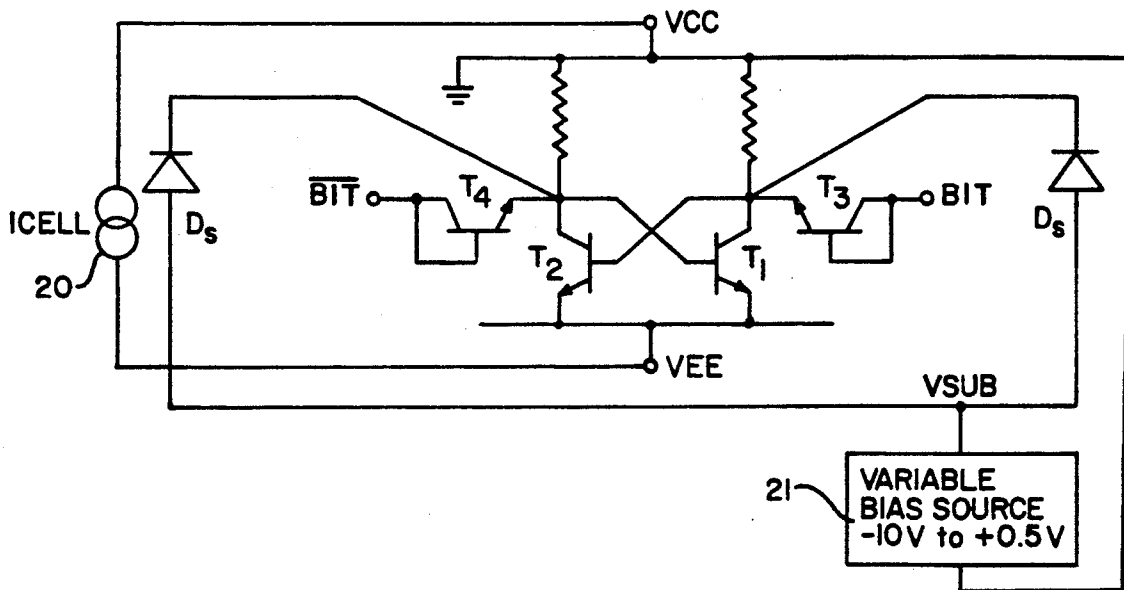 VCC
BIT
T4
T3
BIT
ICELL
20
Ds
Ds
T2
T1
VEE
VSUB
21
VARIABLE
BIAS SOURCE
-10V to +0.5V